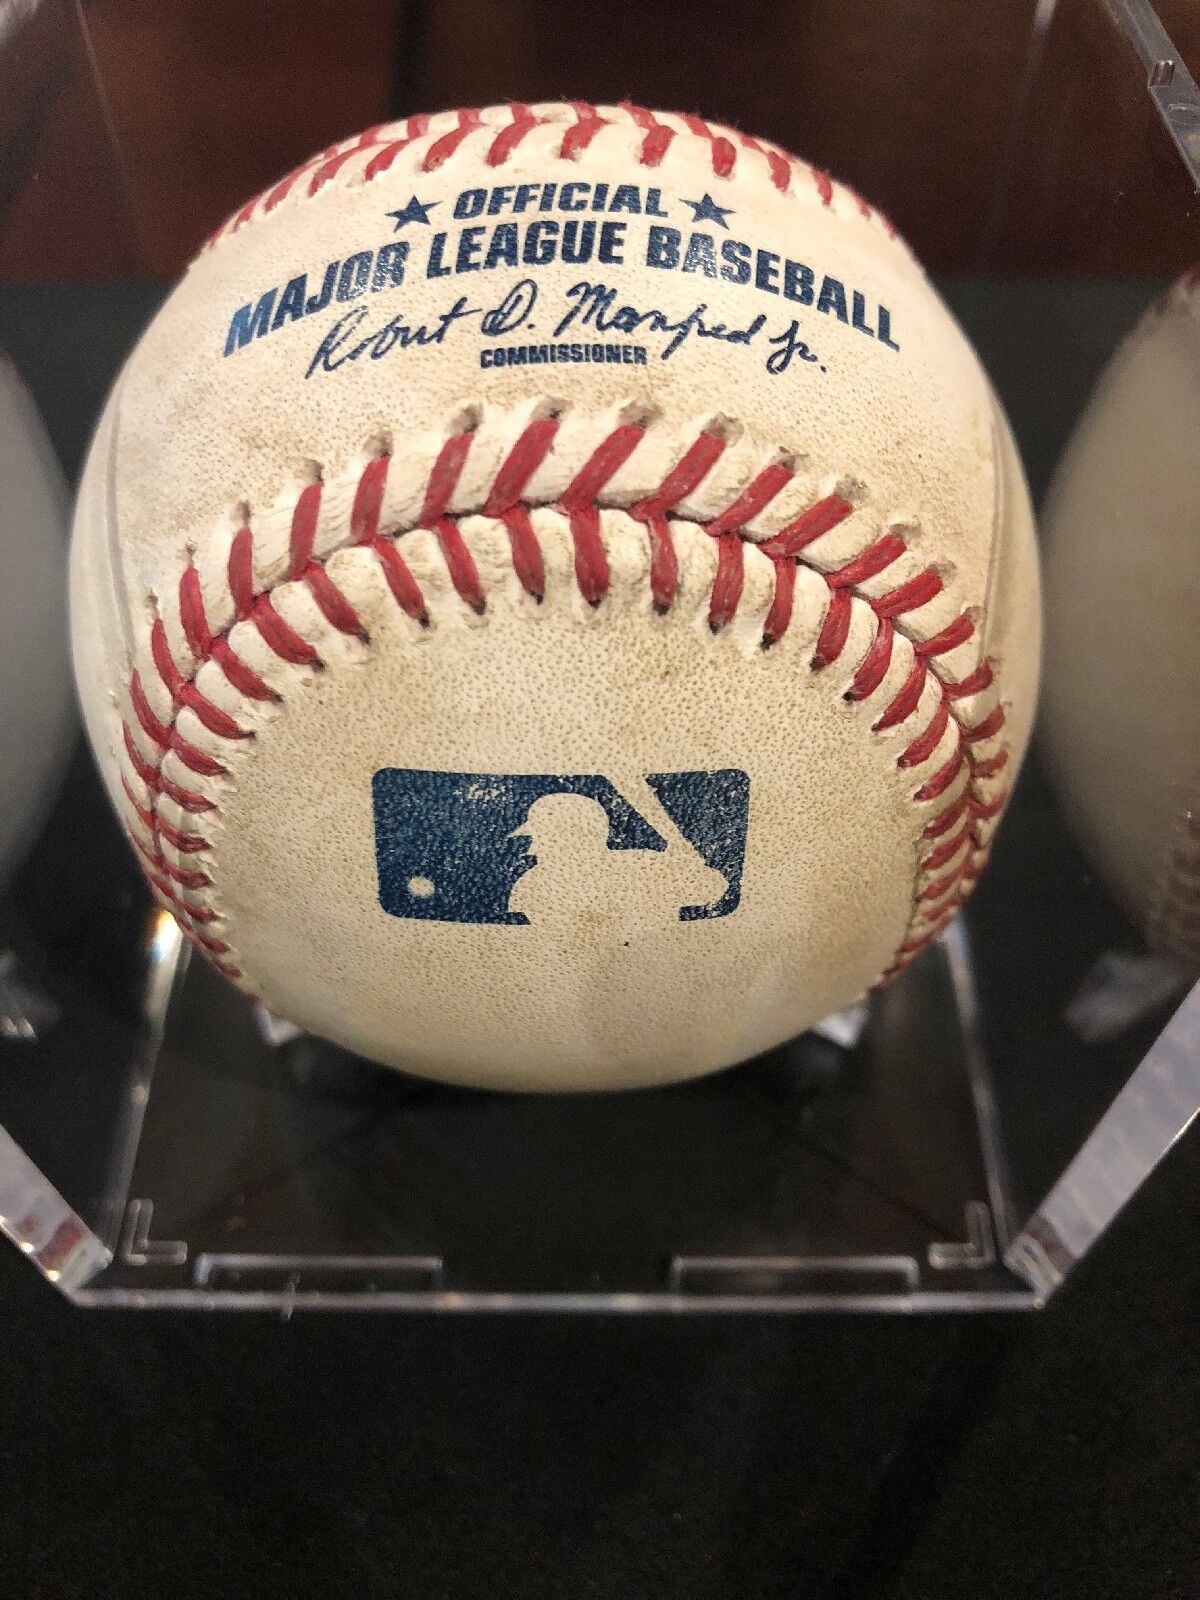 ★ OFFICIAL ★
MAJOR LEAGUE BASEBALL
Robert D. Manfred Jr.
COMMISSIONER